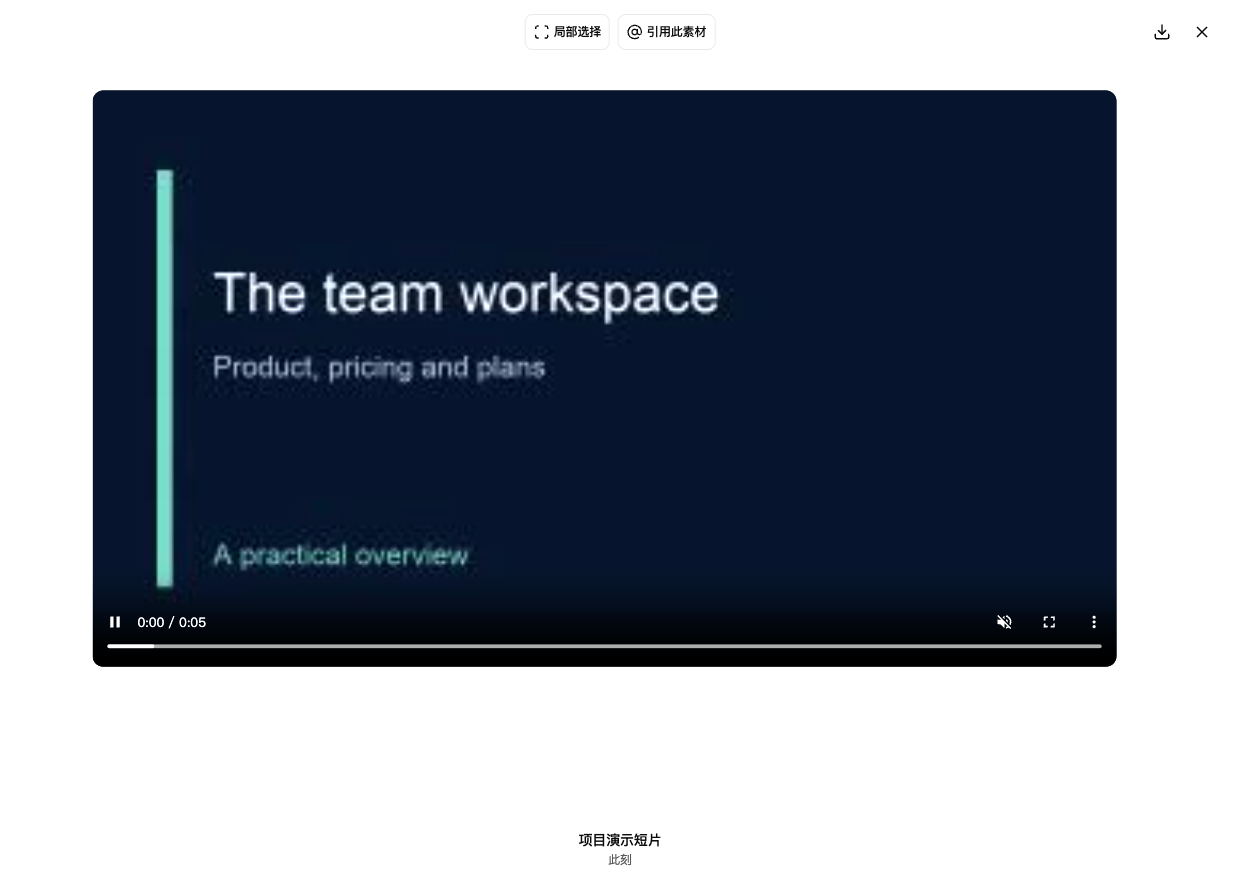 局部选择
引用此素材
The team workspace
Product, pricing and plans
A practical overview
0:00 / 0:05
项目演示短片
此刻